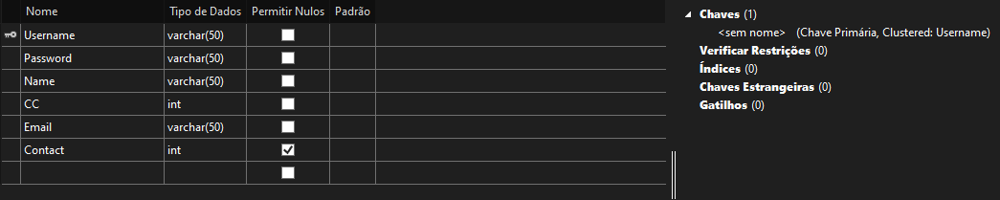 Nome Tipo de Dados Permitir Nulos Padrão
Username varchar(50)
Password varchar(50)
Name varchar(50)
CC int
Email varchar(50)
Contact int
Chaves (1)
<sem nome> (Chave Primária, Clustered: Username)
Verificar Restrições (0)
Índices (0)
Chaves Estrangeiras (0)
Gatilhos (0)